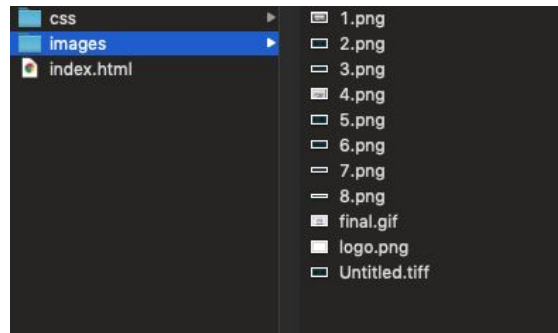 css
images
index.html
1.png
2.png
3.png
4.png
5.png
6.png
7.png
8.png
final.gif
logo.png
Untitled.tiff